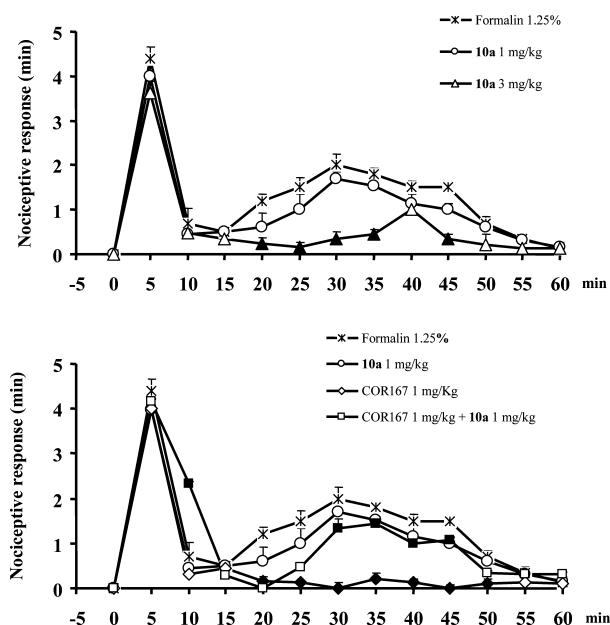 Formalin 1.25%
10a 1 mg/kg
10a 3 mg/kg
Nociceptive response (min)
5
4
3
2
1
0
-5 0 5 10 15 20 25 30 35 40 45 50 55 60 min
Formalin 1.25%
10a 1 mg/kg
COR167 1 mg/Kg
COR167 1 mg/kg + 10a 1 mg/kg
Nociceptive response (min)
5
4
3
2
1
0
-5 0 5 10 15 20 25 30 35 40 45 50 55 60 min